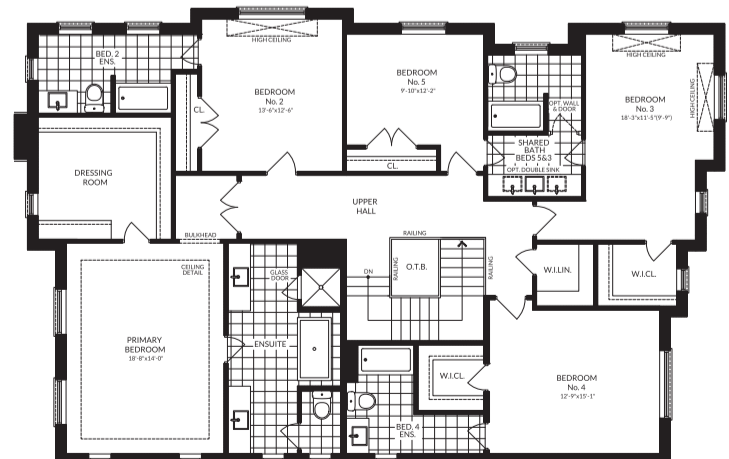 BED. 2
ENS.
HIGH CEILING
BEDROOM
No. 2
13'-6"x12'-6"
CL.
BEDROOM
No. 5
9'-10"x12'-2"
CL.
OPT. WALL
& DOOR
SHARED
BATH
BEDS 5&3
OPT. DOUBLE SINK
HIGH CEILING
HIGH CEILING
BEDROOM
No. 3
18'-3"x11'-5"(9'-9")
DRESSING
ROOM
UPPER
HALL
BULKHEAD
RAILING
RAILING
RAILING
O.T.B.
DN
W.I.LIN.
W.I.CL.
CEILING
DETAIL
GLASS
DOOR
PRIMARY
BEDROOM
18'-8"x14'-0"
ENSUITE
W.I.CL.
BED. 4
ENS.
BEDROOM
No. 4
12'-9"x15'-1"